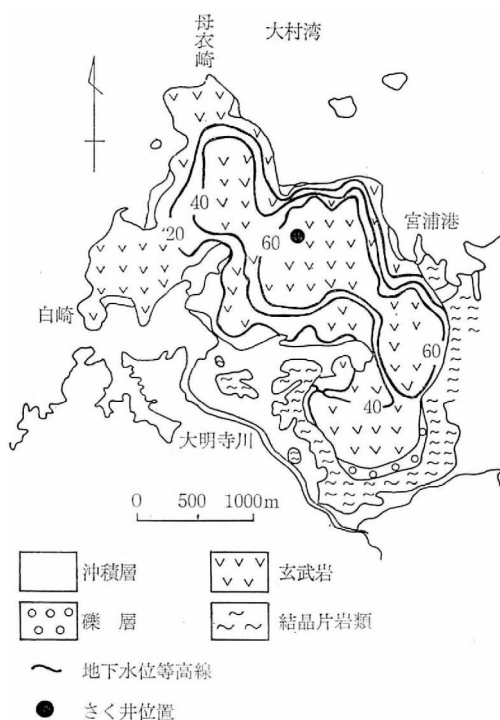 母衣崎
大村湾
宮浦港
40
20
60
白崎
60
40
大明寺川
0 500 1000m
沖積層
玄武岩
礫層
結晶片岩類
地下水位等高線
さく井位置